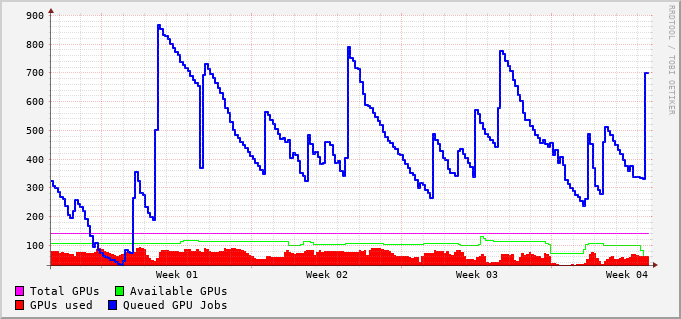 900
800
700
600
500
400
300
200
100
Week 01 Week 02 Week 03 Week 04
Total GPUs Available GPUs
GPUs used Queued GPU Jobs
RRDTOOL / TOBI OETIKER